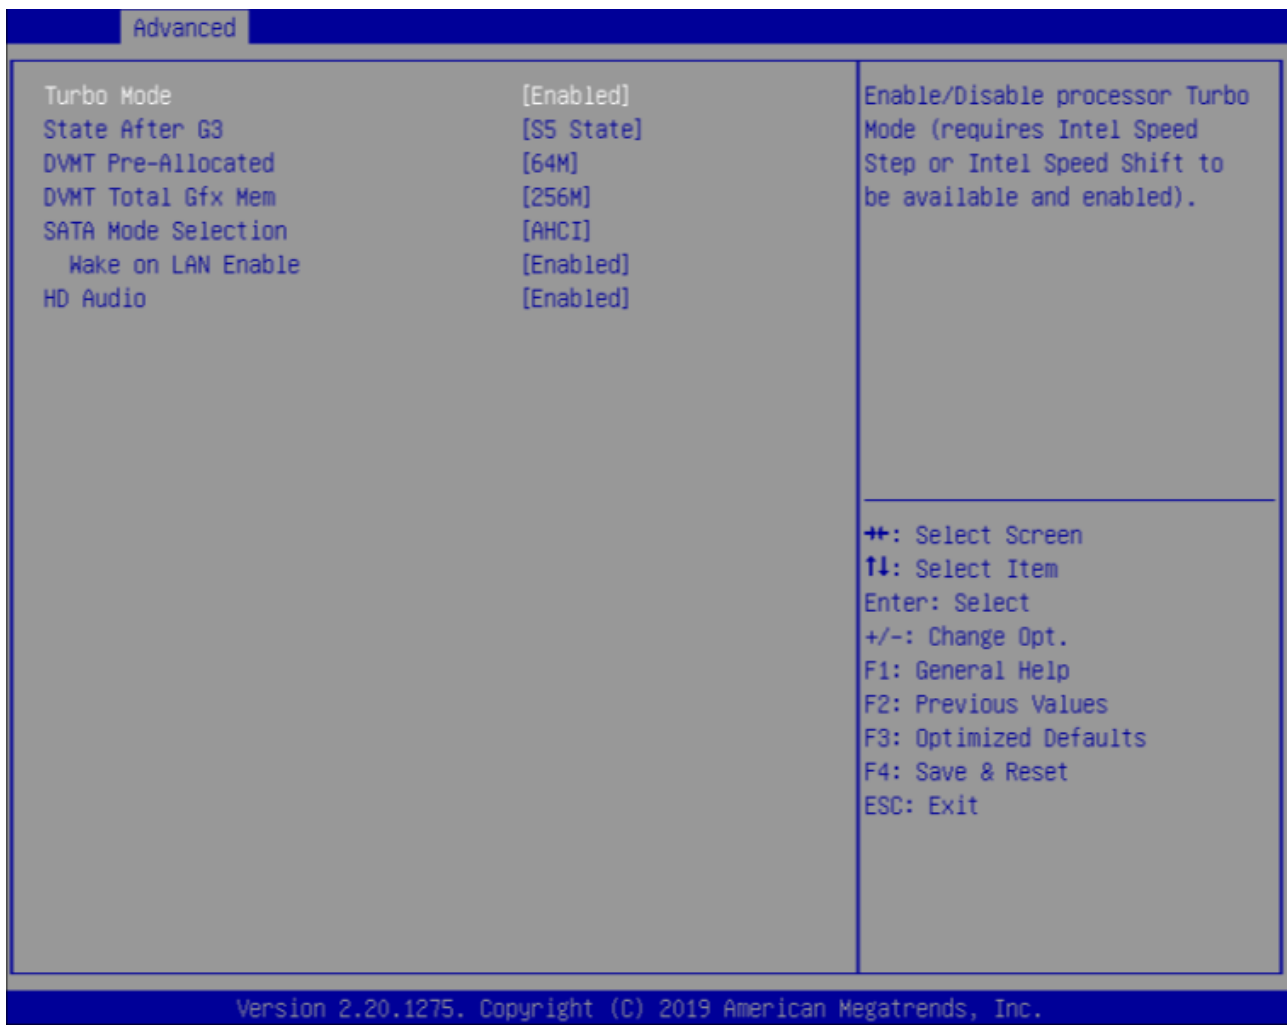 Advanced
Turbo Mode [Enabled]
State After G3 [S5 State]
DVMT Pre-Allocated [64M]
DVMT Total Gfx Mem [256M]
SATA Mode Selection [AHCI]
Wake on LAN Enable [Enabled]
HD Audio [Enabled]
Enable/Disable processor Turbo
Mode (requires Intel Speed
Step or Intel Speed Shift to
be available and enabled).
→←: Select Screen
↑↓: Select Item
Enter: Select
+/-: Change Opt.
F1: General Help
F2: Previous Values
F3: Optimized Defaults
F4: Save & Reset
ESC: Exit
Version 2.20.1275. Copyright (C) 2019 American Megatrends, Inc.